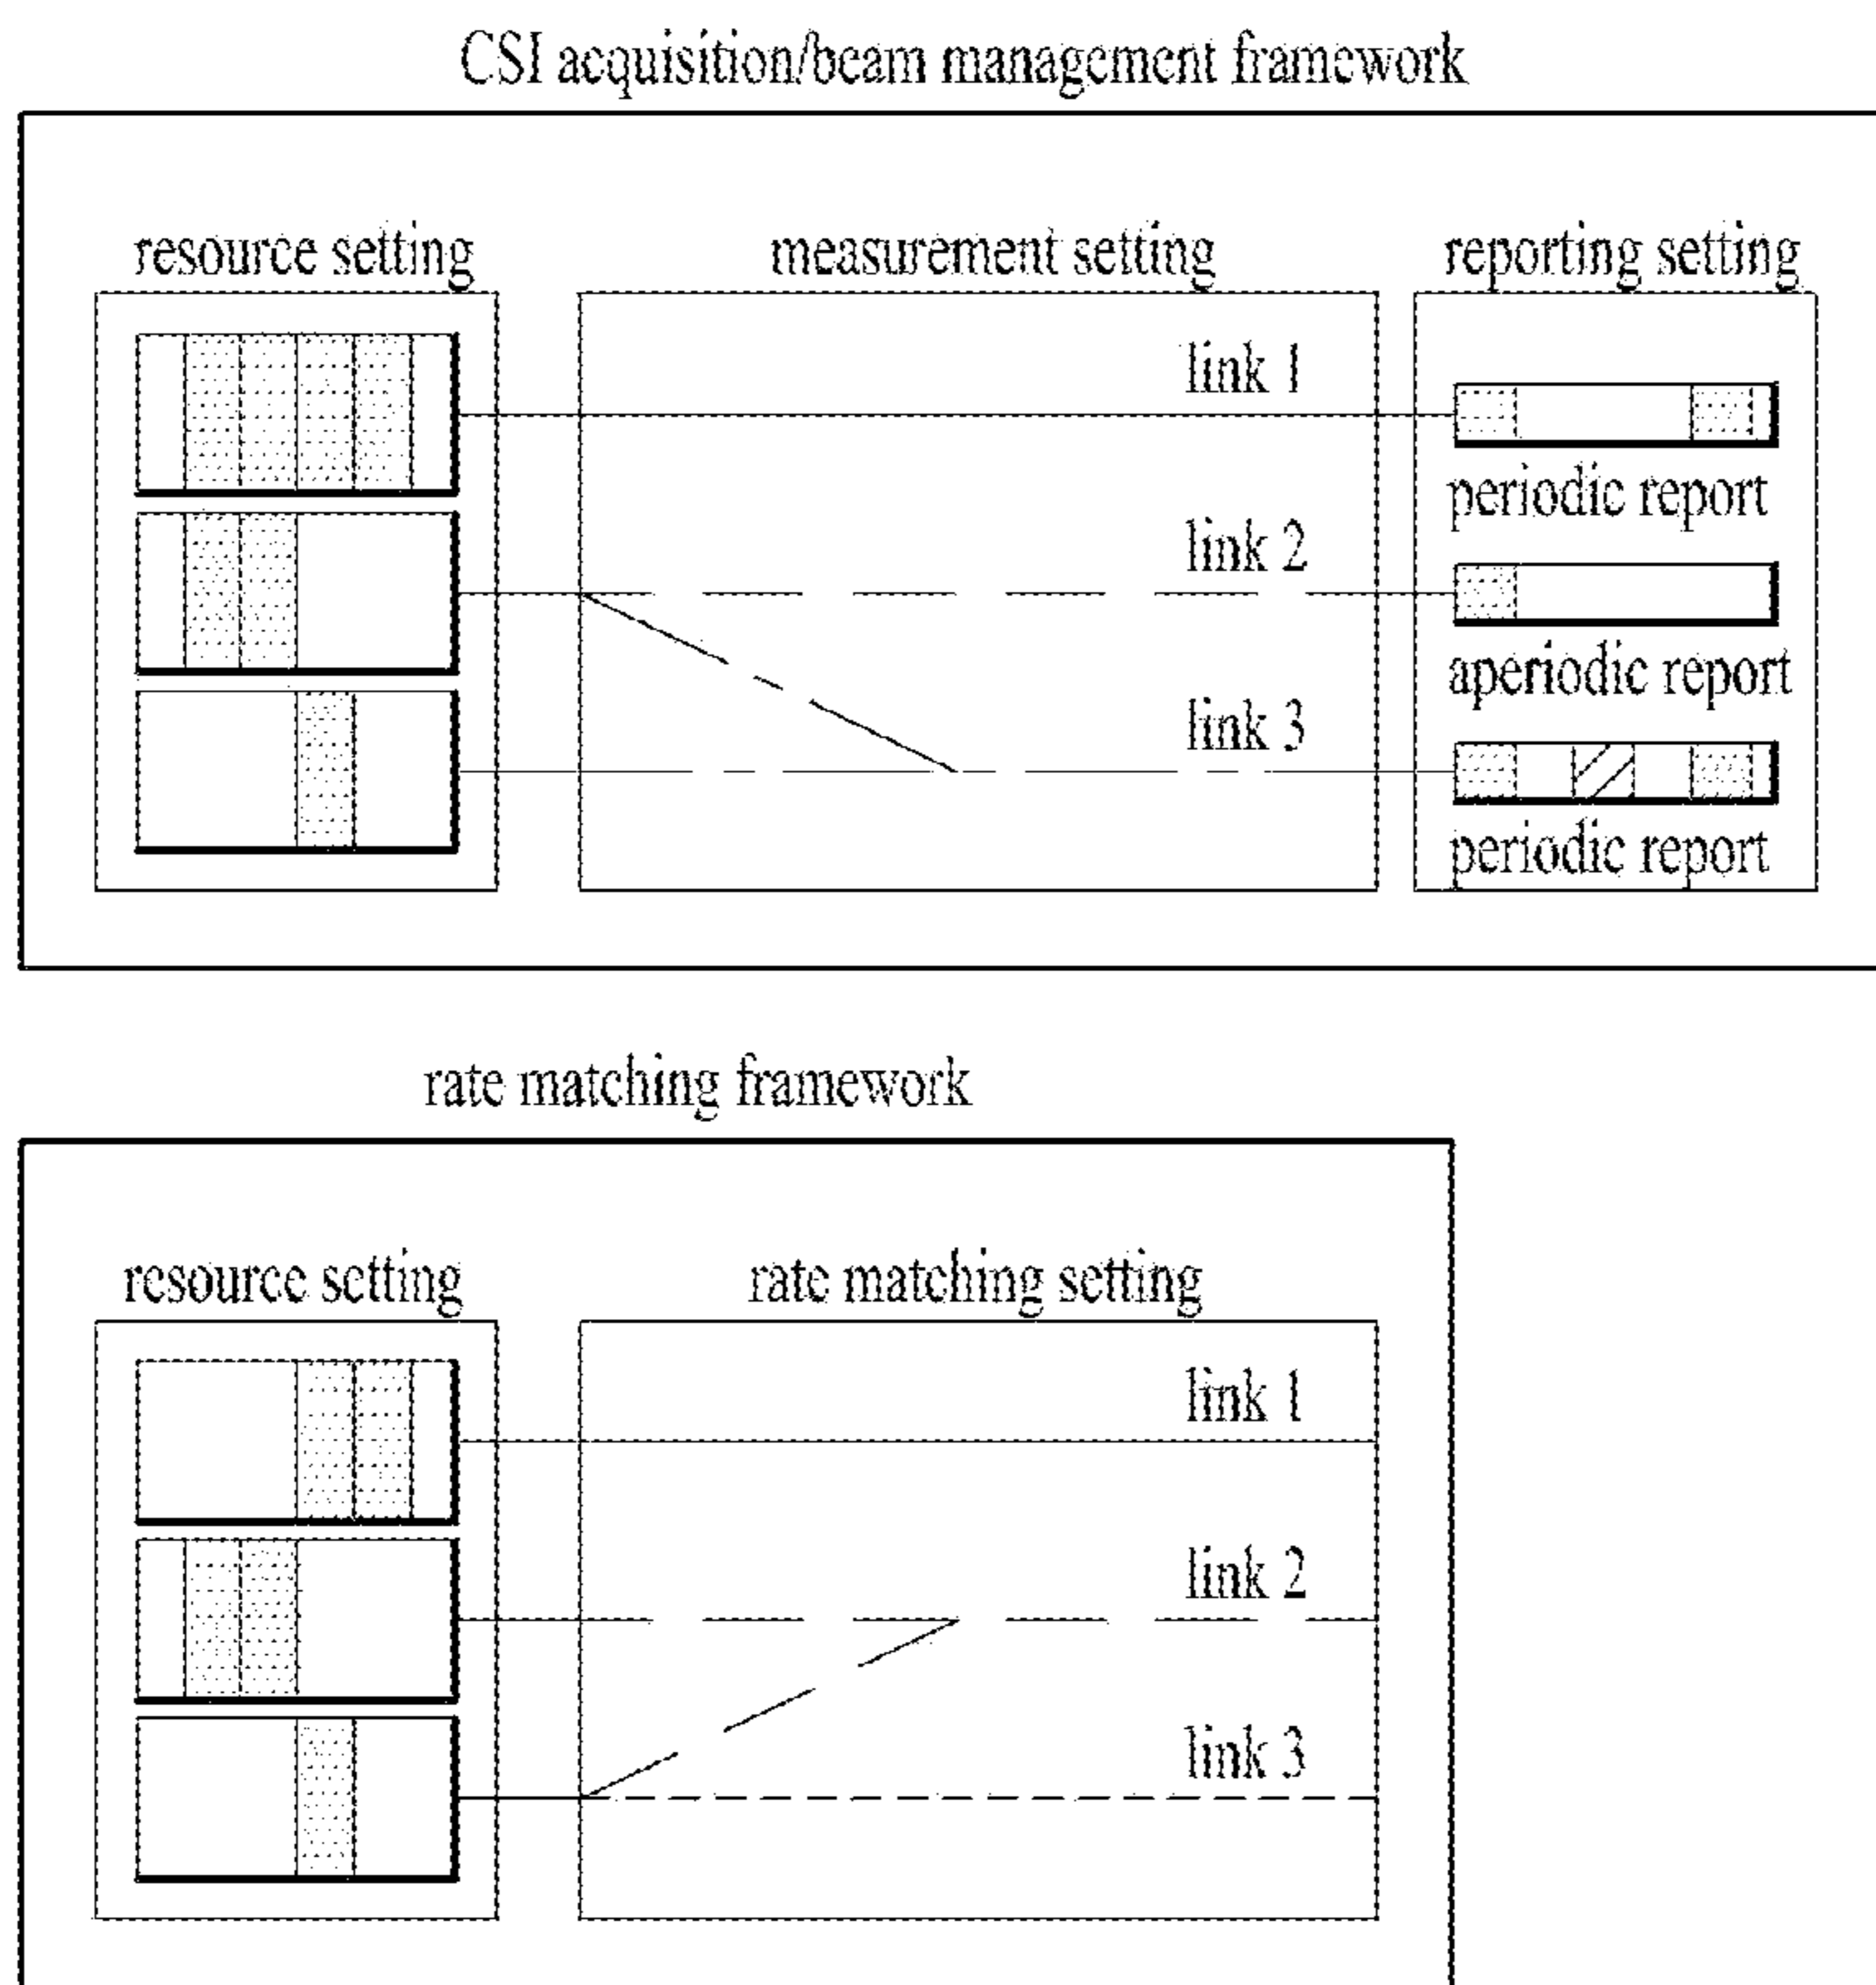 CSI acquisition/beam management framework
resource setting
measurement setting
reporting setting
link 1
periodic report
link 2
aperiodic report
link 3
periodic report
rate matching framework
resource setting
rate matching setting
link 1
link 2
link 3